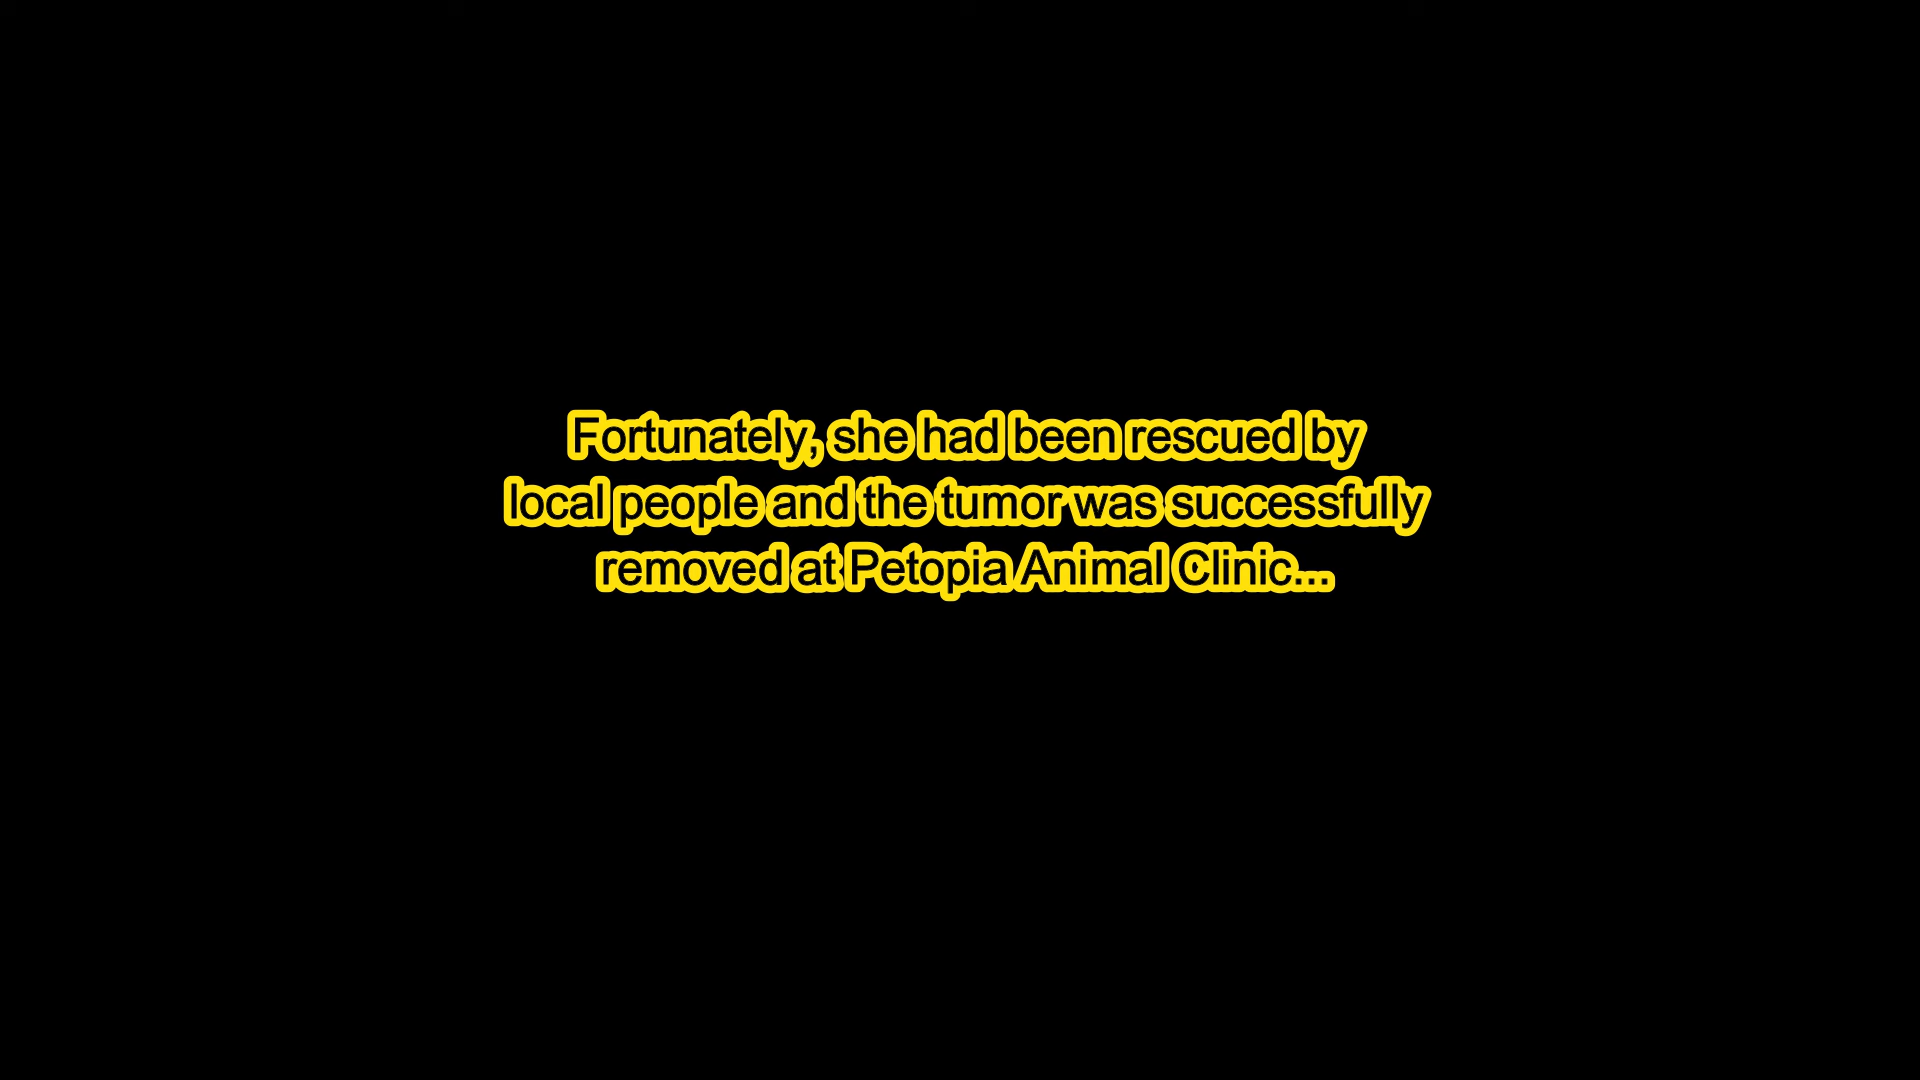 Fortunately, she had been rescued by
local people and the tumor was successfully
removed at Petopia Animal Clinic...